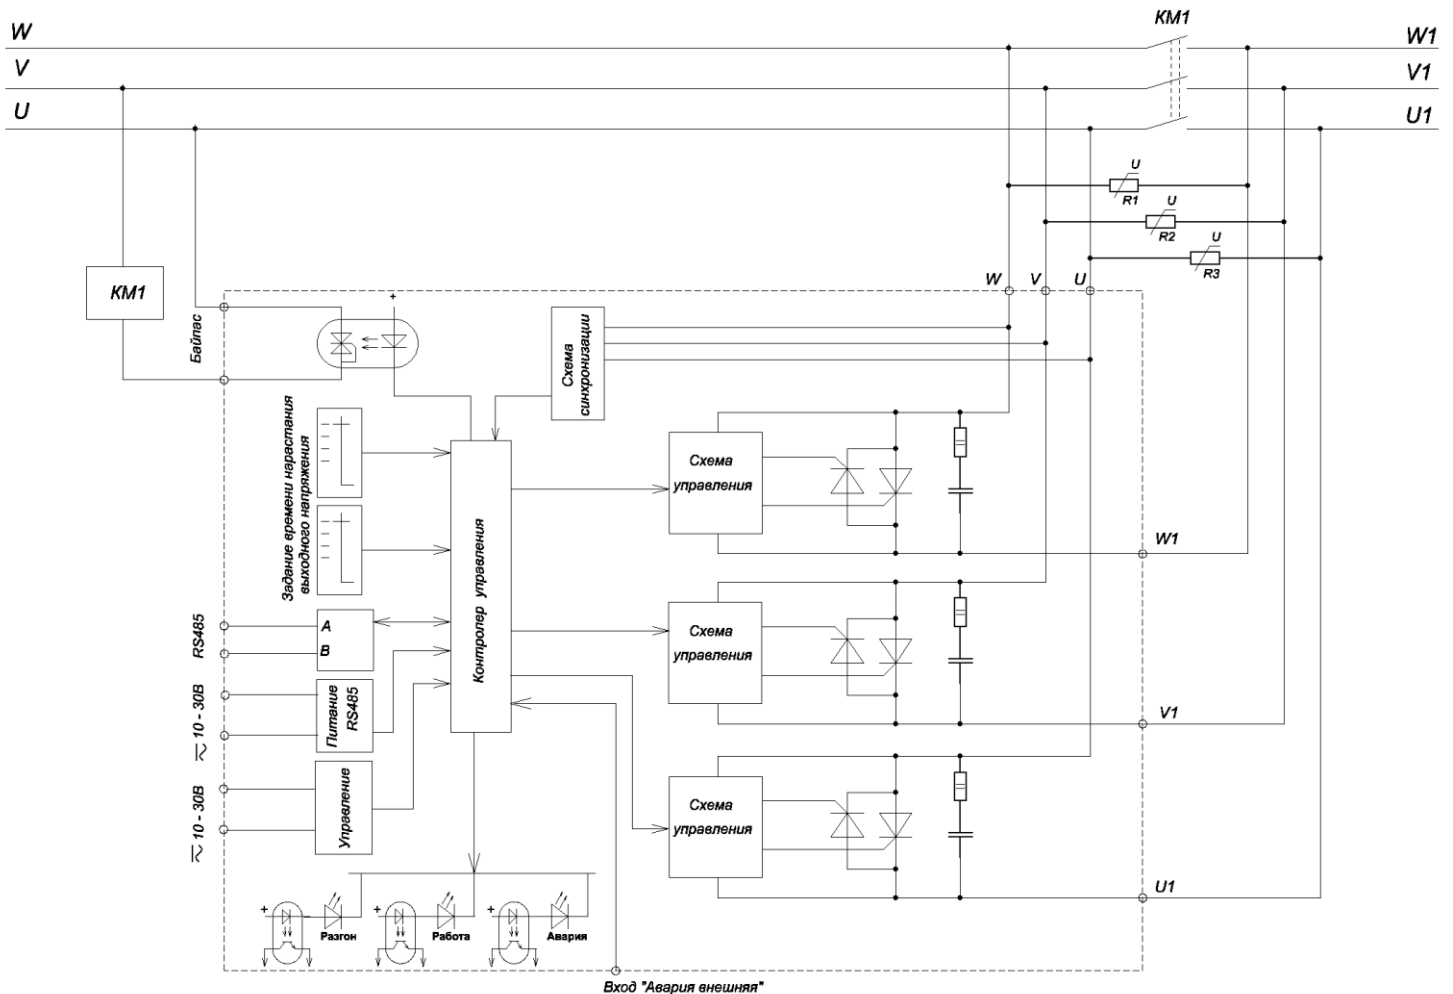 KM1
W
W1
V
V1
U
U1
U
R1
U
R2
U
R3
KM1
W
V
U
Байпас
+
Схема
синхронизации
Задание времени нарастания
выходного напряжения
Контролер управления
Схема
управления
W1
RS485
A
B
Схема
управления
V1
10 - 30В
Питание
RS485
10 - 30В
Управление
Схема
управления
U1
+
Разгон
+
Работа
+
Авария
Вход "Авария внешняя"